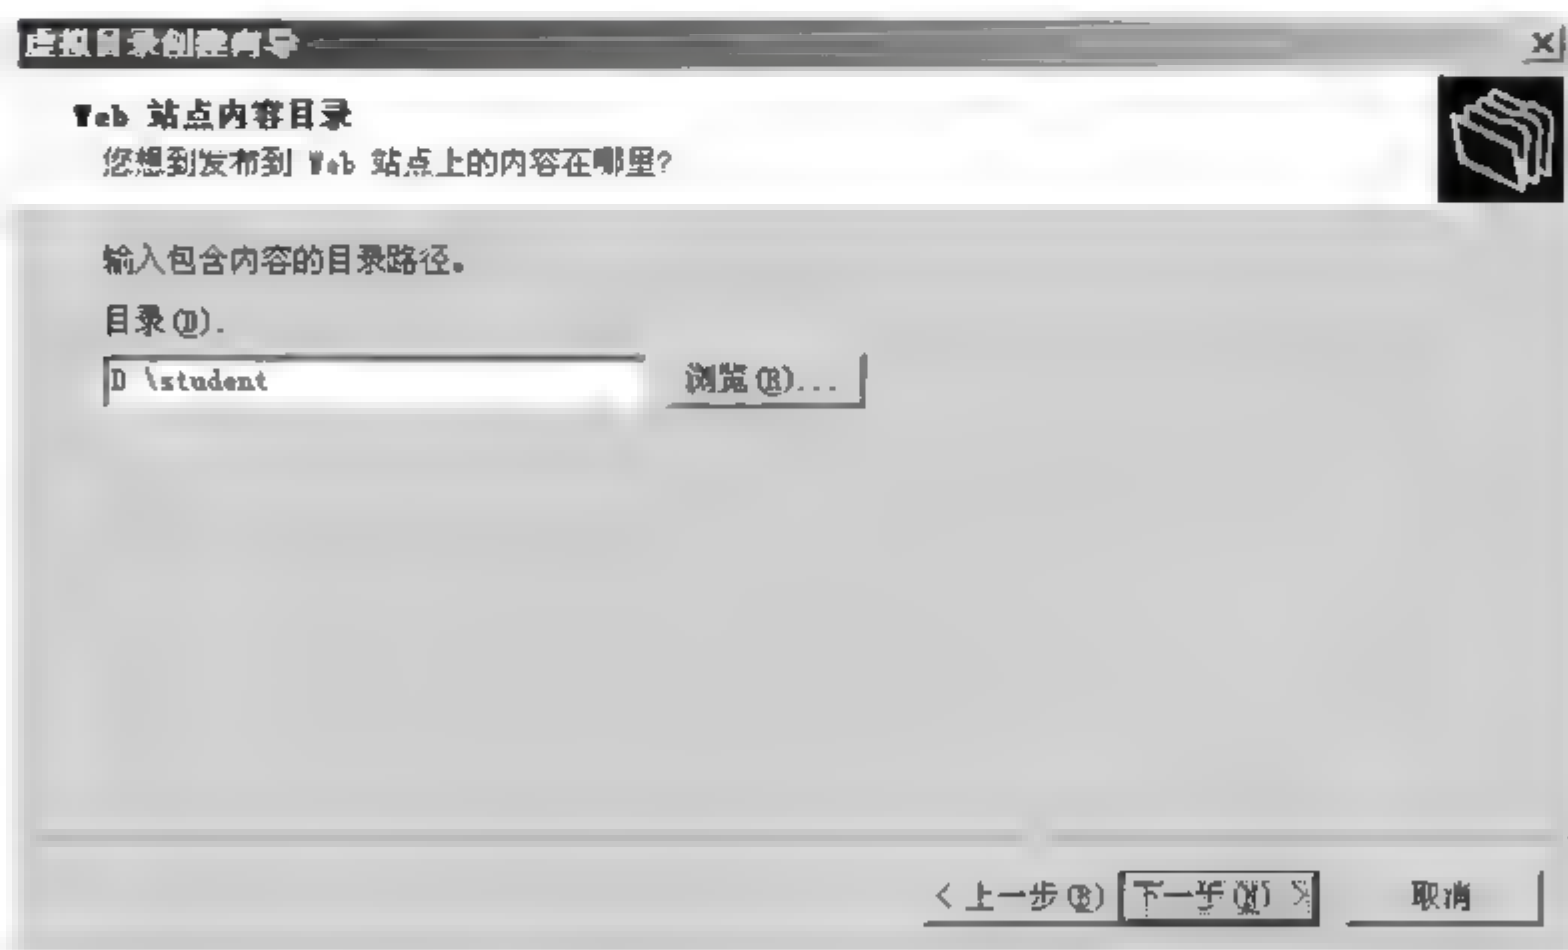 虚拟目录创建向导
Web 站点内容目录
您想到发布到 Web 站点上的内容在哪里?
输入包含内容的目录路径。
目录(D).
D \student
浏览(R)...
< 上一步(B)
下一步(N) >
取消